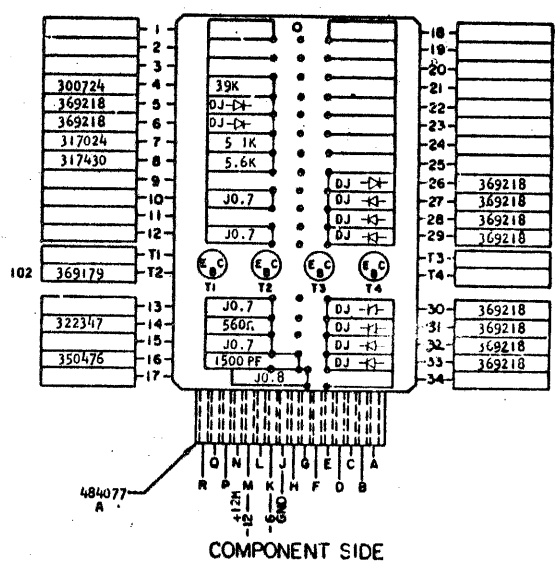 1
2
3
300724 4 39K
369218 5 DJ
369218 6 DJ
317024 7 5 1K
317430 8 5.6K
9
10 J0.7
11
12 J0.7
18
19
20
21
22
23
24
25
DJ 26 369218
DJ 27 369218
DJ 28 369218
DJ 29 369218
T1 E B C E B C E B C E B C T3
102 369179 T2 T4
T1 T2 T3 T4
13 J0.7
322347 14 560Ω
15 J0.7
350476 16 1500 PF
17 J0.8
DJ 30 369218
DJ 31 369218
DJ 32 369218
DJ 33 369218
34
R Q P N M L K J H G F E D C B A
484077
A
+12M
-12
-6
GND
COMPONENT SIDE